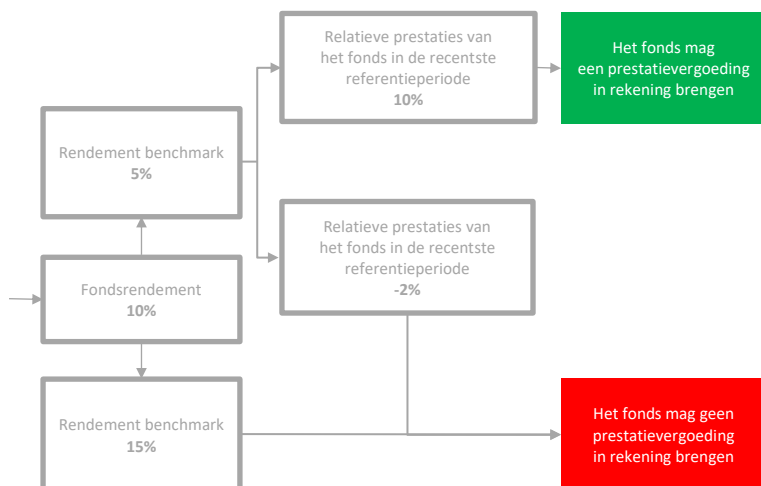 Relatieve prestaties van
het fonds in de recentste
referentieperiode
10%
Het fonds mag
een prestatievergoeding
in rekening brengen
Rendement benchmark
5%
Relatieve prestaties van
het fonds in de recentste
referentieperiode
-2%
Fondsrendement
10%
Rendement benchmark
15%
Het fonds mag geen
prestatievergoeding
in rekening brengen